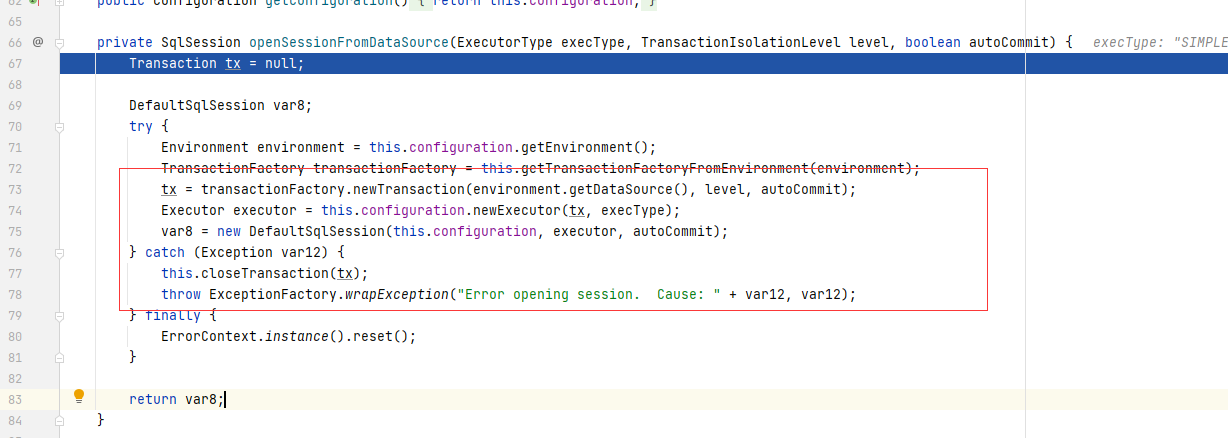 62 public Configuration getConfiguration() { return this.configuration; }
65
66 @ private SqlSession openSessionFromDataSource(ExecutorType execType, TransactionIsolationLevel level, boolean autoCommit) { execType: "SIMPLE
67 Transaction tx = null;
68
69 DefaultSqlSession var8;
70 try {
71 Environment environment = this.configuration.getEnvironment();
72 TransactionFactory transactionFactory = this.getTransactionFactoryFromEnvironment(environment);
73 tx = transactionFactory.newTransaction(environment.getDataSource(), level, autoCommit);
74 Executor executor = this.configuration.newExecutor(tx, execType);
75 var8 = new DefaultSqlSession(this.configuration, executor, autoCommit);
76 } catch (Exception var12) {
77 this.closeTransaction(tx);
78 throw ExceptionFactory.wrapException("Error opening session.  Cause: " + var12, var12);
79 } finally {
80 ErrorContext.instance().reset();
81 }
82
83 return var8;
84 }